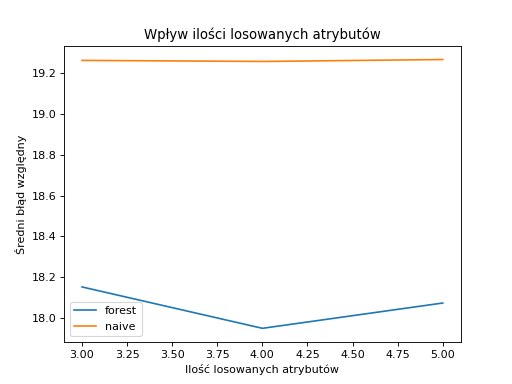 Wpływ ilości losowanych atrybutów
Średni błąd względny
19.2
19.0
18.8
18.6
18.4
18.2
18.0
forest
naive
3.00 3.25 3.50 3.75 4.00 4.25 4.50 4.75 5.00
Ilość losowanych atrybutów